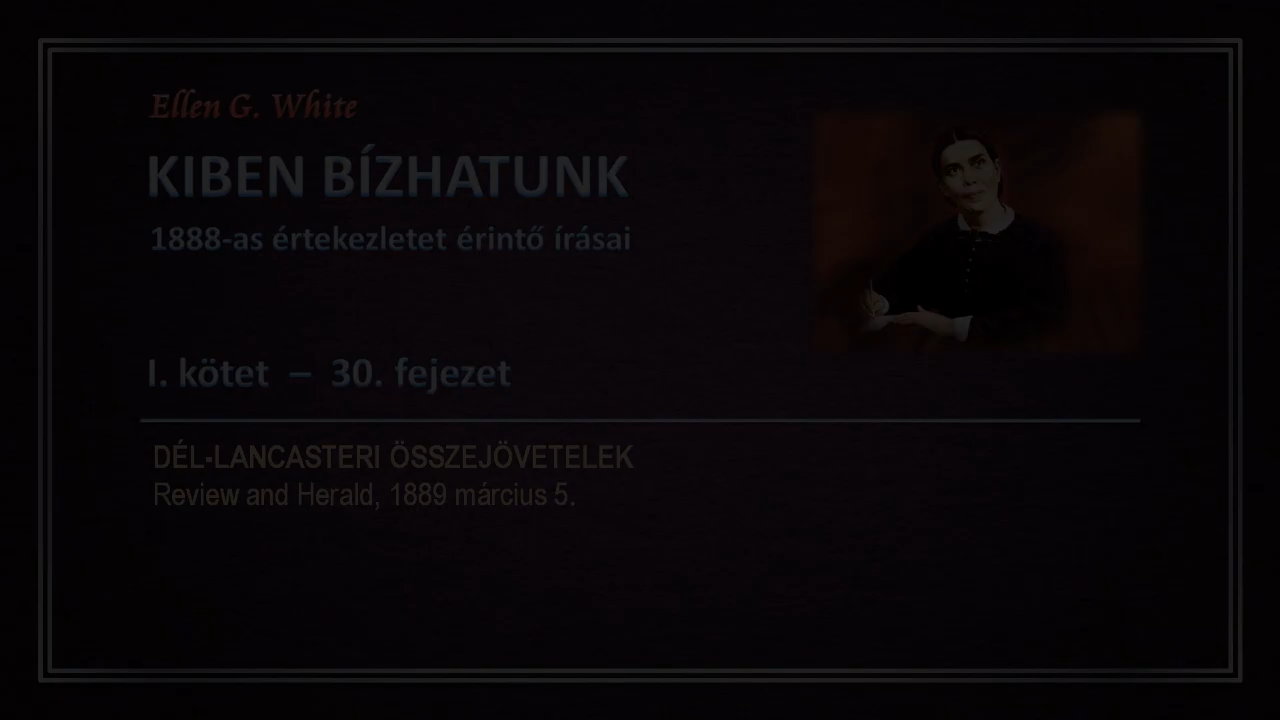 Ellen G. White
KIBEN BÍZHATUNK
1888-as értekezletet érintő írásai
I. kötet – 30. fejezet
DÉL-LANCASTERI ÖSSZEJÖVETELEK
Review and Herald, 1889 március 5.